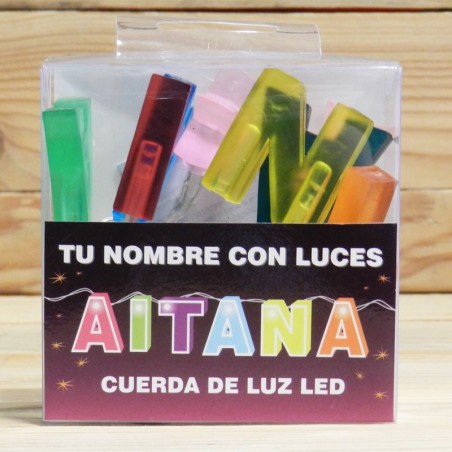 TU NOMBRE CON LUCES
AITANA
CUERDA DE LUZ LED